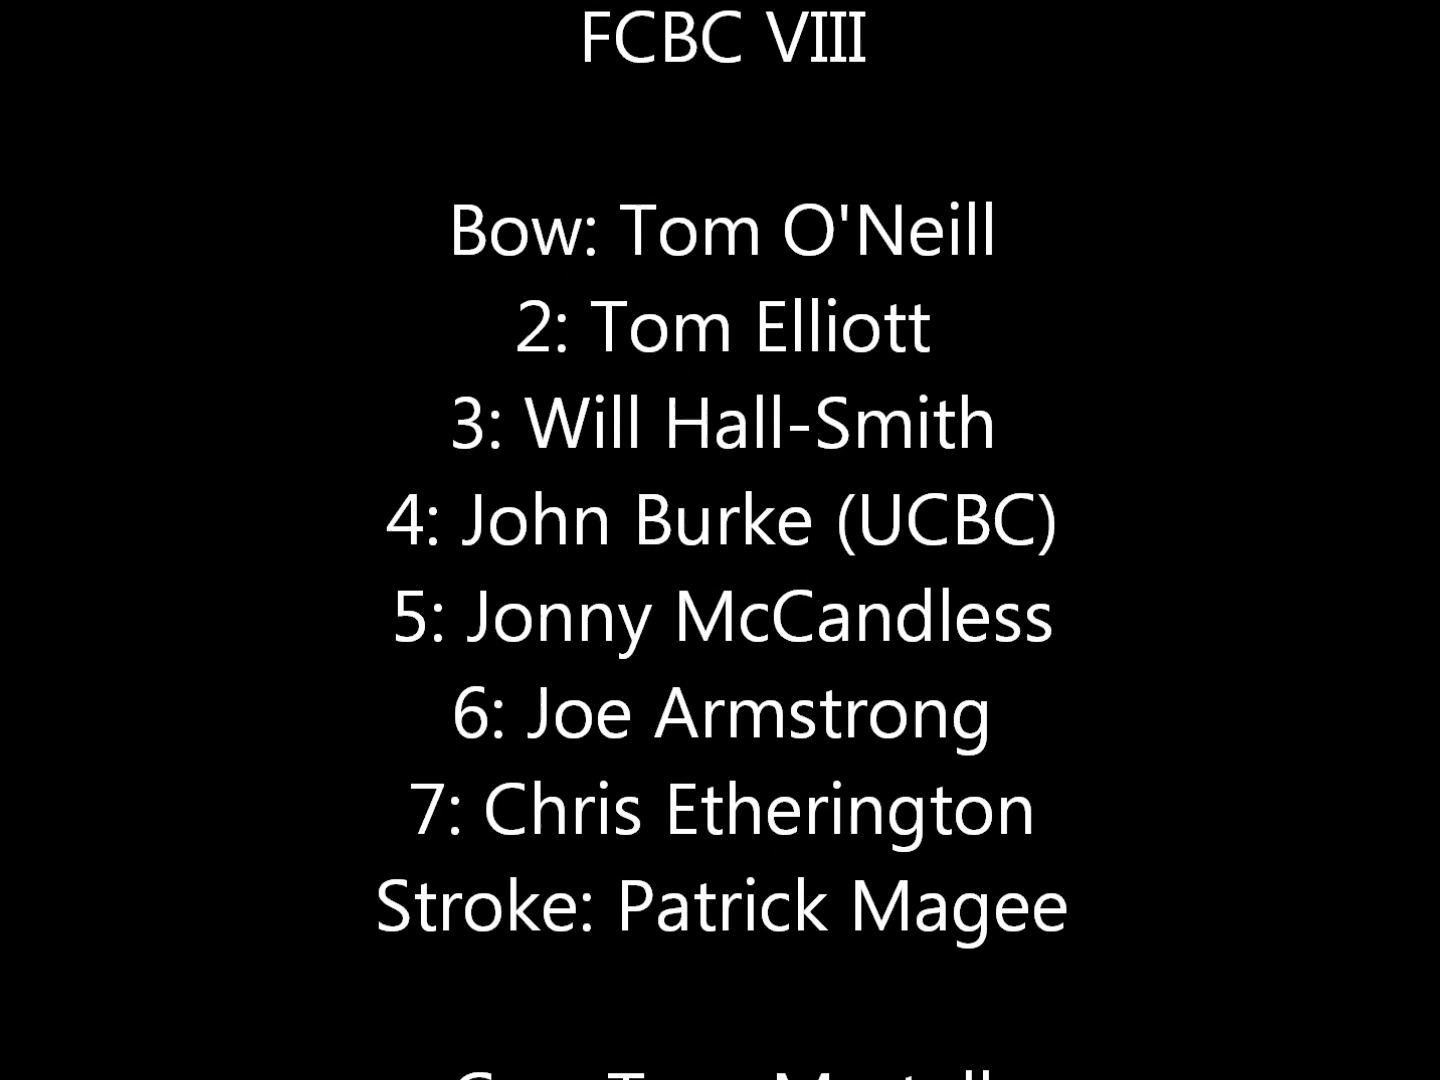 FCBC VIII
Bow: Tom O'Neill
2: Tom Elliott
3: Will Hall-Smith
4: John Burke (UCBC)
5: Jonny McCandless
6: Joe Armstrong
7: Chris Etherington
Stroke: Patrick Magee